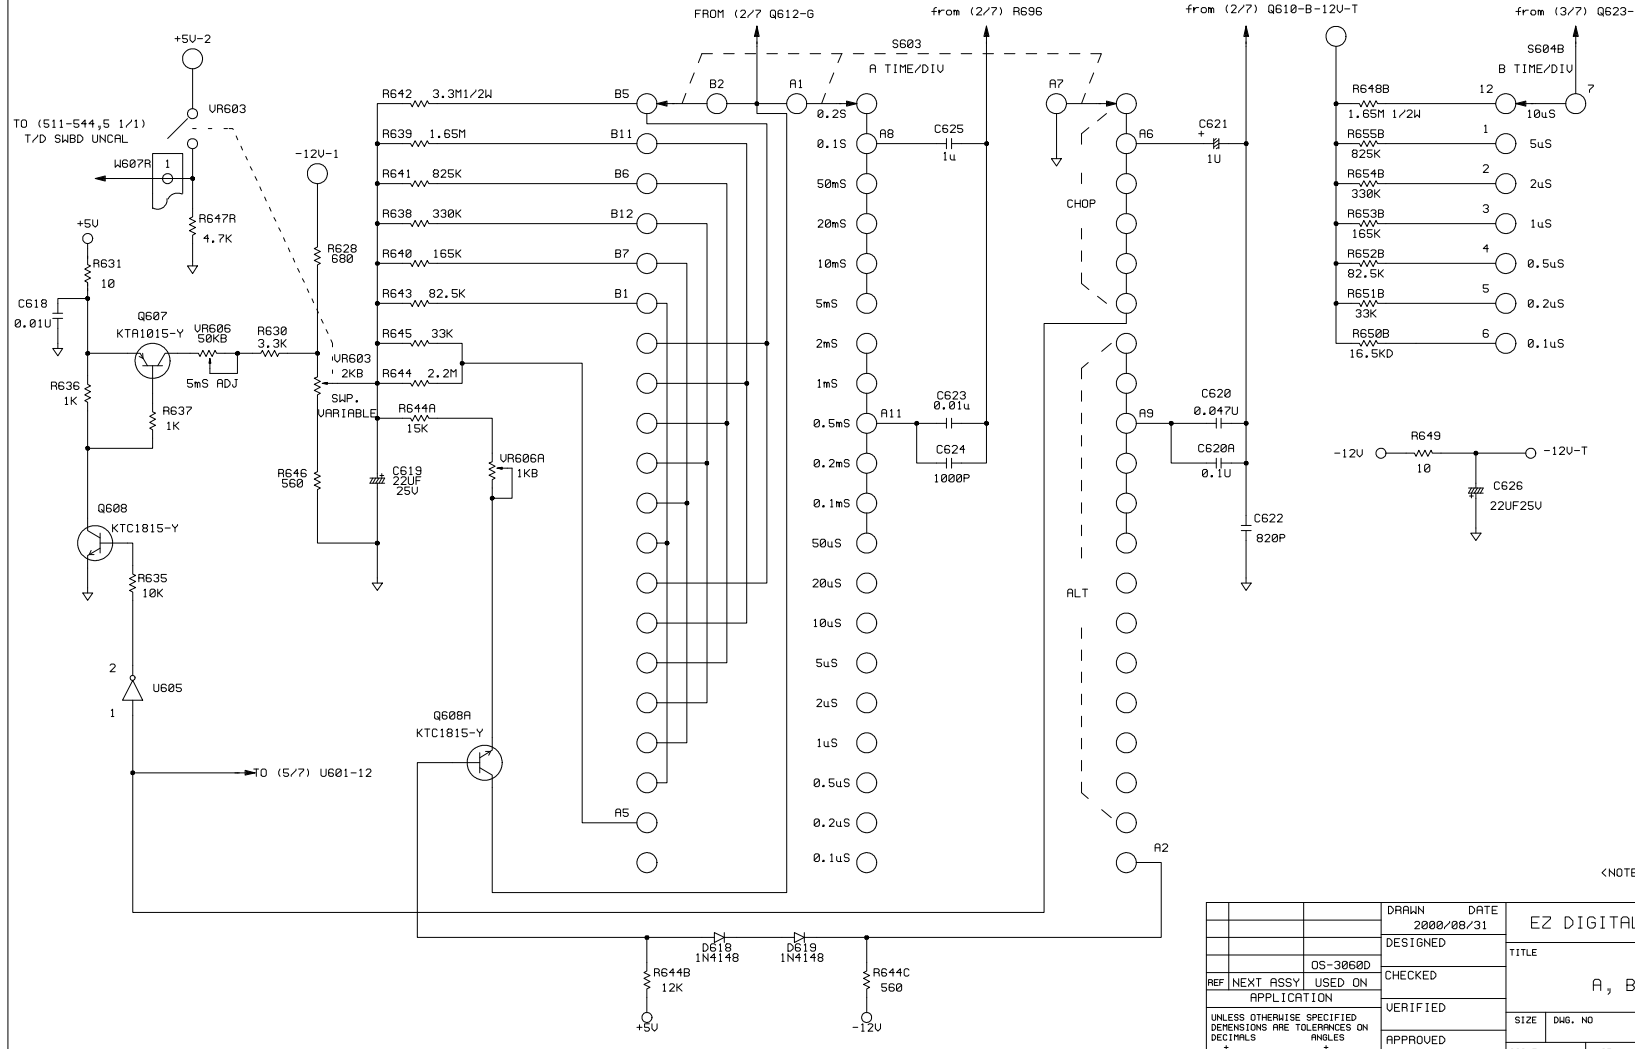 FROM (2/7 Q612-G
from (2/7) R696
from (2/7) Q610-B-12V-T
from (3/7) Q623-
+5V-2
S603
A TIME/DIV
S604B
B TIME/DIV
VR603
TO (511-544,5 1/1)
T/D SWBD UNCAL
W607R
1
R647R
4.7K
-12V-1
R628
680
+5V
R631
10
C618
0.01U
Q607
KTA1015-Y
VR606
50KB
5mS ADJ
R630
3.3K
VR603
2KB
SWP.
VARIABLE
R636
1K
R637
1K
R646
560
C619
22UF
25V
Q608
KTC1815-Y
R635
10K
2
U605
1
TO (5/7) U601-12
R642 3.3M1/2W B5
R639 1.65M B11
R641 825K B6
R638 330K B12
R640 165K B7
R643 82.5K B1
R645 33K
R644 2.2M
R644A
15K
VR606A
1KB
Q608A
KTC1815-Y
A5
B2
A1
0.2S
0.1S
50mS
20mS
10mS
5mS
2mS
1mS
0.5mS
0.2mS
0.1mS
50uS
20uS
10uS
5uS
2uS
1uS
0.5uS
0.2uS
0.1uS
A8
C625
1u
A11
C623
0.01u
C624
1000P
A7
A6
C621
+
1U
CHOP
ALT
A9
C620
0.047U
C620A
0.1U
C622
820P
A2
R648B
1.65M 1/2W
12
7
10uS
R655B
825K
1
5uS
R654B
330K
2
2uS
R653B
165K
3
1uS
R652B
82.5K
4
0.5uS
R651B
33K
5
0.2uS
R650B
16.5KD
6
0.1uS
-12V
R649
10
-12V-T
C626
22UF25V
D618
1N4148
D619
1N4148
R644B
12K
+5V
R644C
560
-12V
<NOTE
DRAWN DATE
2000/08/31
EZ DIGITAL
DESIGNED
TITLE
OS-3060D
CHECKED
REF NEXT ASSY USED ON
A, B
APPLICATION
VERIFIED
UNLESS OTHERWISE SPECIFIED
DEMENSIONS ARE TOLERANCES ON
DECIMALS ANGLES
SIZE DWG. NO
APPROVED